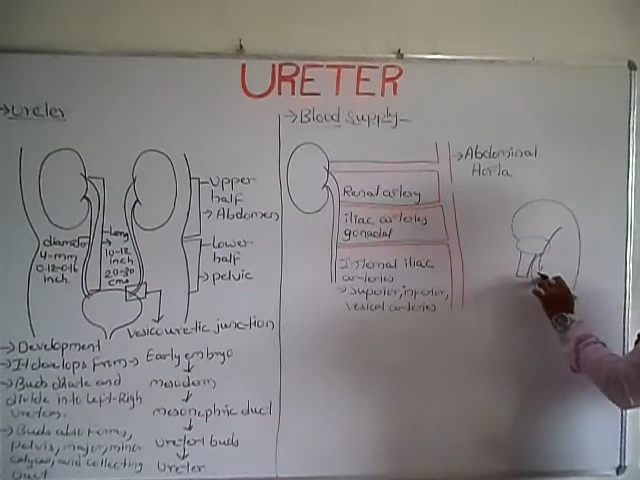 URETER
→Ureter
Upper-
half
→ Abdomen
Lower-
half
→ pelvic
diameter
4-mm
0.12-0.16
inch.
Long
→
10-12
inch
20-30
cms
Vesicouretic junction
→Development
→It develops from→ Early embryo
→Buds dilate and
divide into Left-Righ
ureters.
→Buds also forms,
pelvis, major, minor
calyces, and collecting
duct
mesoderm
mesonephric duct
ureter buds
Ureter
→Blood supply-
→Abdominal
Aorta
Renal artery
iliac arteries
gonadal
Internal iliac
arteries
→Superior, inferior,
vesical arteries